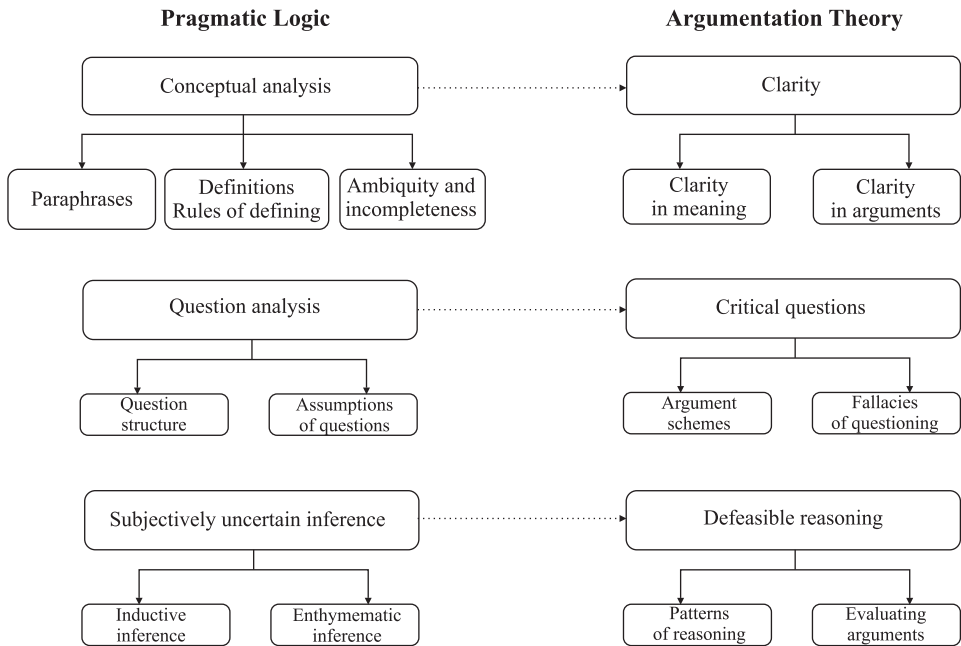 Pragmatic Logic
Argumentation Theory
Conceptual analysis
Clarity
Paraphrases
Definitions
Rules of defining
Ambiquity and
incompleteness
Clarity
in meaning
Clarity
in arguments
Question analysis
Critical questions
Question
structure
Assumptions
of questions
Argument
schemes
Fallacies
of questioning
Subjectively uncertain inference
Defeasible reasoning
Inductive
inference
Enthymematic
inference
Patterns
of reasoning
Evaluating
arguments